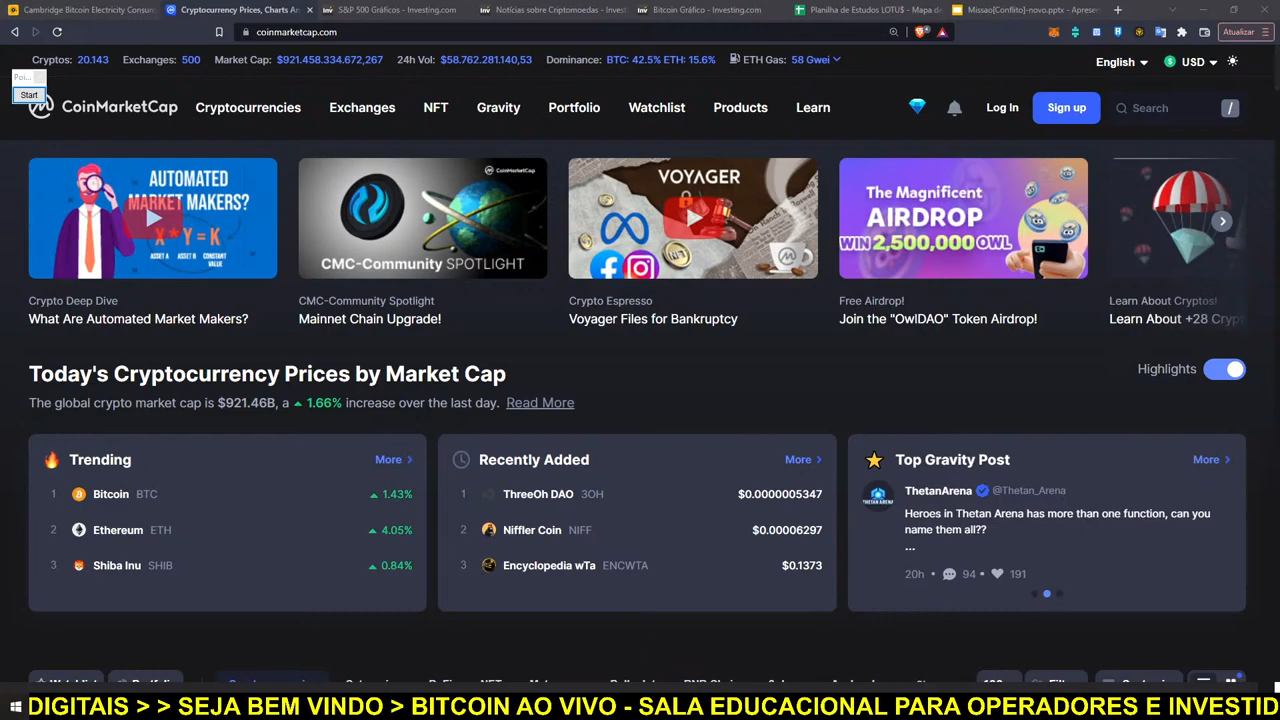 Cambridge Bitcoin Electricity Consum
Cryptocurrency Prices, Charts An
S&P 500 Gráficos - Investing.com
Notícias sobre Criptomoedas - Invest
Bitcoin Gráfico - Investing.com
Planilha de Estudos LOTU$ - Mapa de
Missao[Conflito]-novo.pptx - Aprese
coinmarketcap.com
Atualizar
Cryptos: 20.143 Exchanges: 500 Market Cap: $921.458.334.672,267 24h Vol: $58.762.281.140,53 Dominance: BTC: 42.5% ETH: 15.6% ETH Gas: 58 Gwei
English USD
Poi...
Start
CoinMarketCap Cryptocurrencies Exchanges NFT Gravity Portfolio Watchlist Products Learn Log In Sign up Search /
AUTOMATED
MARKET MAKERS?
X*Y=K
ASSET A ASSET B CONSTANT
VALUE
CoinMarketCap
CMC-Community SPOTLIGHT
VOYAGER
The Magnificent
AIRDROP
WIN 2,500,000 OWL
Crypto Deep Dive
What Are Automated Market Makers?
CMC-Community Spotlight
Mainnet Chain Upgrade!
Crypto Espresso
Voyager Files for Bankruptcy
Free Airdrop!
Join the "OwlDAO" Token Airdrop!
Learn About Cryptos!
Learn About +28 Cryp
Today's Cryptocurrency Prices by Market Cap
Highlights
The global crypto market cap is $921.46B, a 1.66% increase over the last day. Read More
Trending More
1 Bitcoin BTC 1.43%
2 Ethereum ETH 4.05%
3 Shiba Inu SHIB 0.84%
Recently Added More
1 ThreeOh DAO 3OH $0.0000005347
2 Niffler Coin NIFF $0.00006297
3 Encyclopedia wTa ENCWTA $0.1373
Top Gravity Post More
ThetanArena @Thetan_Arena
Heroes in Thetan Arena has more than one function, can you
name them all??
...
20h • 94 • 191
DIGITAIS > > SEJA BEM VINDO > BITCOIN AO VIVO - SALA EDUCACIONAL PARA OPERADORES E INVESTID